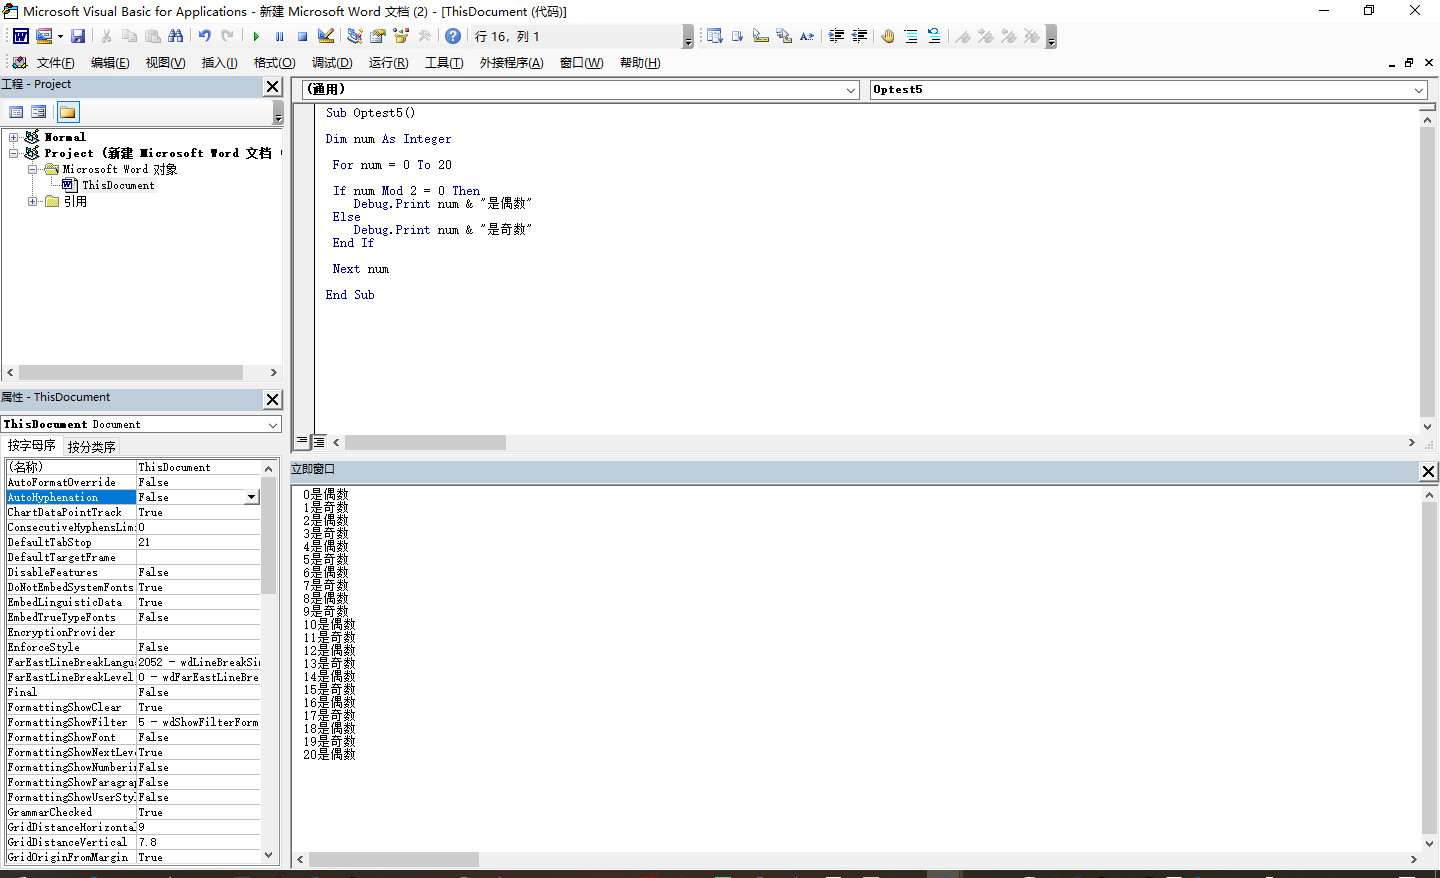 Microsoft Visual Basic for Applications - 新建 Microsoft Word 文档 (2) - [ThisDocument (代码)]
行 16, 列 1
文件(F) 编辑(E) 视图(V) 插入(I) 格式(O) 调试(D) 运行(R) 工具(T) 外接程序(A) 窗口(W) 帮助(H)
工程 - Project
Normal
Project (新建 Microsoft Word 文档
Microsoft Word 对象
ThisDocument
引用
属性 - ThisDocument
ThisDocument Document
按字母序 按分类序
(名称) ThisDocument
AutoFormatOverride False
AutoHyphenation False
ChartDataPointTrack True
ConsecutiveHyphensLim 0
DefaultTabStop 21
DefaultTargetFrame
DisableFeatures False
DoNotEmbedSystemFonts True
EmbedLinguisticData True
EmbedTrueTypeFonts False
EncryptionProvider
EnforceStyle False
FarEastLineBreakLangu 2052 - wdLineBreakSi
FarEastLineBreakLevel 0 - wdFarEastLineBre
Final False
FormattingShowClear True
FormattingShowFilter 5 - wdShowFilterForm
FormattingShowFont False
FormattingShowNextLev True
FormattingShowNumberi False
FormattingShowParagra False
FormattingShowUserSty False
GrammarChecked True
GridDistanceHorizonta 9
GridDistanceVertical 7.8
GridOriginFromMargin True
(通用) Optest5
Sub Optest5()
Dim num As Integer
For num = 0 To 20
If num Mod 2 = 0 Then
Debug.Print num & "是偶数"
Else
Debug.Print num & "是奇数"
End If
Next num
End Sub
立即窗口
0是偶数
1是奇数
2是偶数
3是奇数
4是偶数
5是奇数
6是偶数
7是奇数
8是偶数
9是奇数
10是偶数
11是奇数
12是偶数
13是奇数
14是偶数
15是奇数
16是偶数
17是奇数
18是偶数
19是奇数
20是偶数